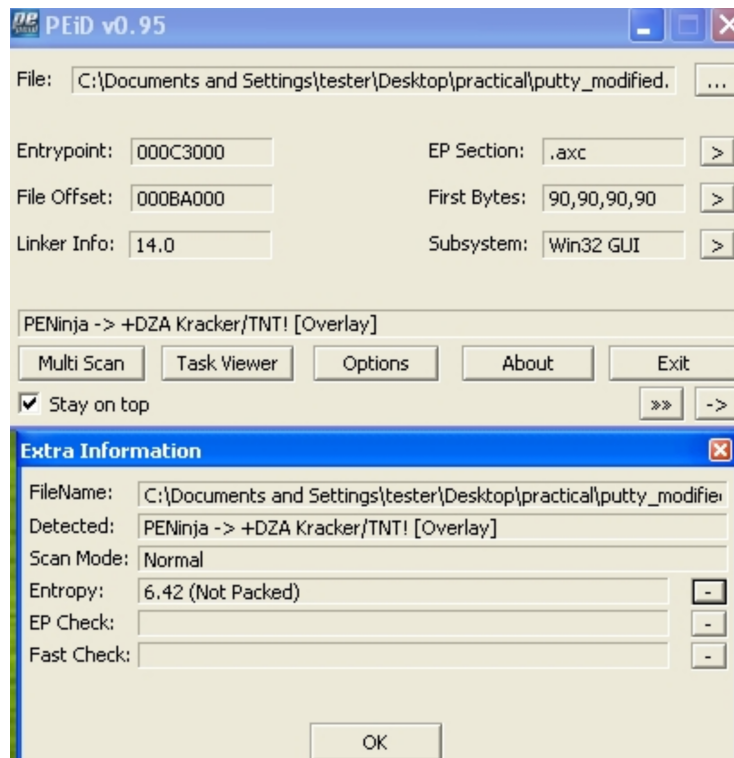 PEiD v0.95
File: C:\Documents and Settings\tester\Desktop\practical\putty_modified. ...
Entrypoint: 000C3000 EP Section: .axc >
File Offset: 000BA000 First Bytes: 90,90,90,90 >
Linker Info: 14.0 Subsystem: Win32 GUI >
PENinja -> +DZA Kracker/TNT! [Overlay]
Multi Scan Task Viewer Options About Exit
Stay on top »» ->
Extra Information
FileName: C:\Documents and Settings\tester\Desktop\practical\putty_modifie
Detected: PENinja -> +DZA Kracker/TNT! [Overlay]
Scan Mode: Normal
Entropy: 6.42 (Not Packed) -
EP Check: -
Fast Check: -
OK